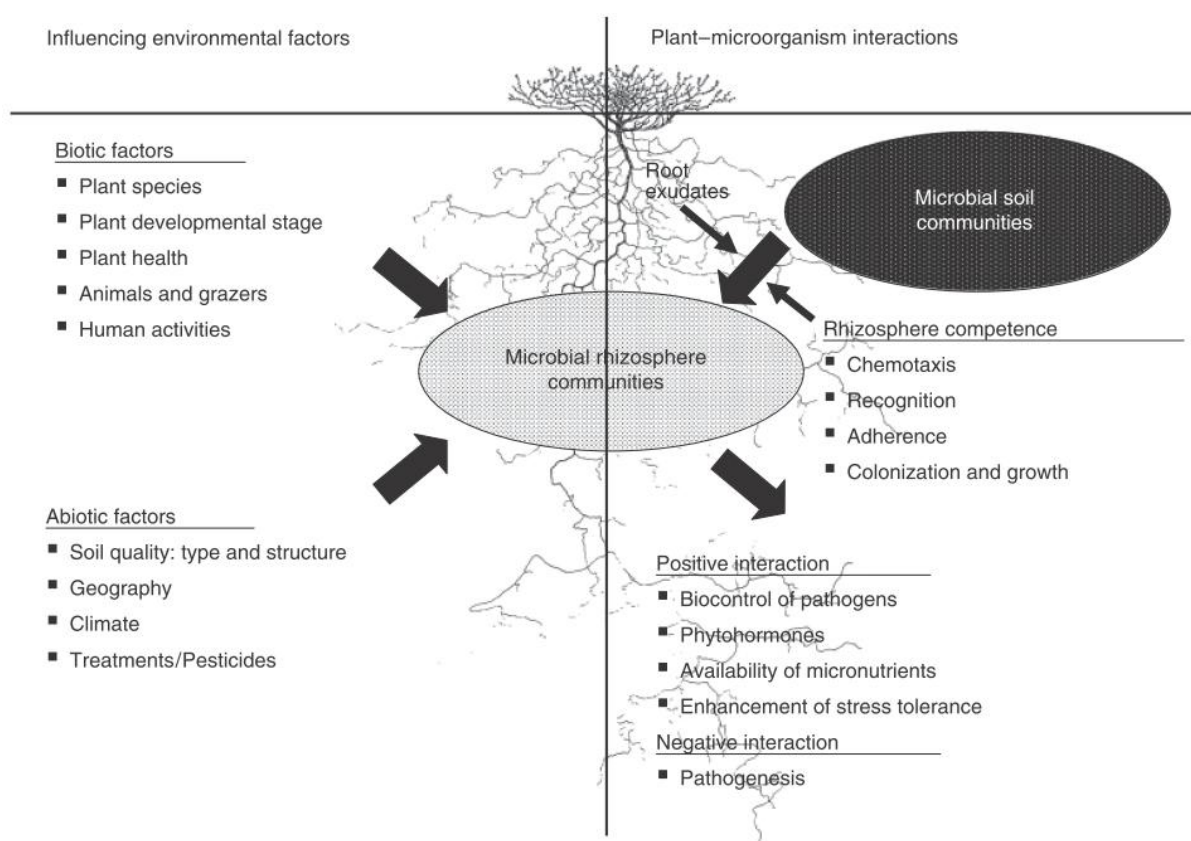 Influencing environmental factors
Plant–microorganism interactions
Biotic factors
Plant species
Plant developmental stage
Plant health
Animals and grazers
Human activities
Root
exudates
Microbial soil
communities
Microbial rhizosphere
communities
Rhizosphere competence
Chemotaxis
Recognition
Adherence
Colonization and growth
Abiotic factors
Soil quality: type and structure
Geography
Climate
Treatments/Pesticides
Positive interaction
Biocontrol of pathogens
Phytohormones
Availability of micronutrients
Enhancement of stress tolerance
Negative interaction
Pathogenesis